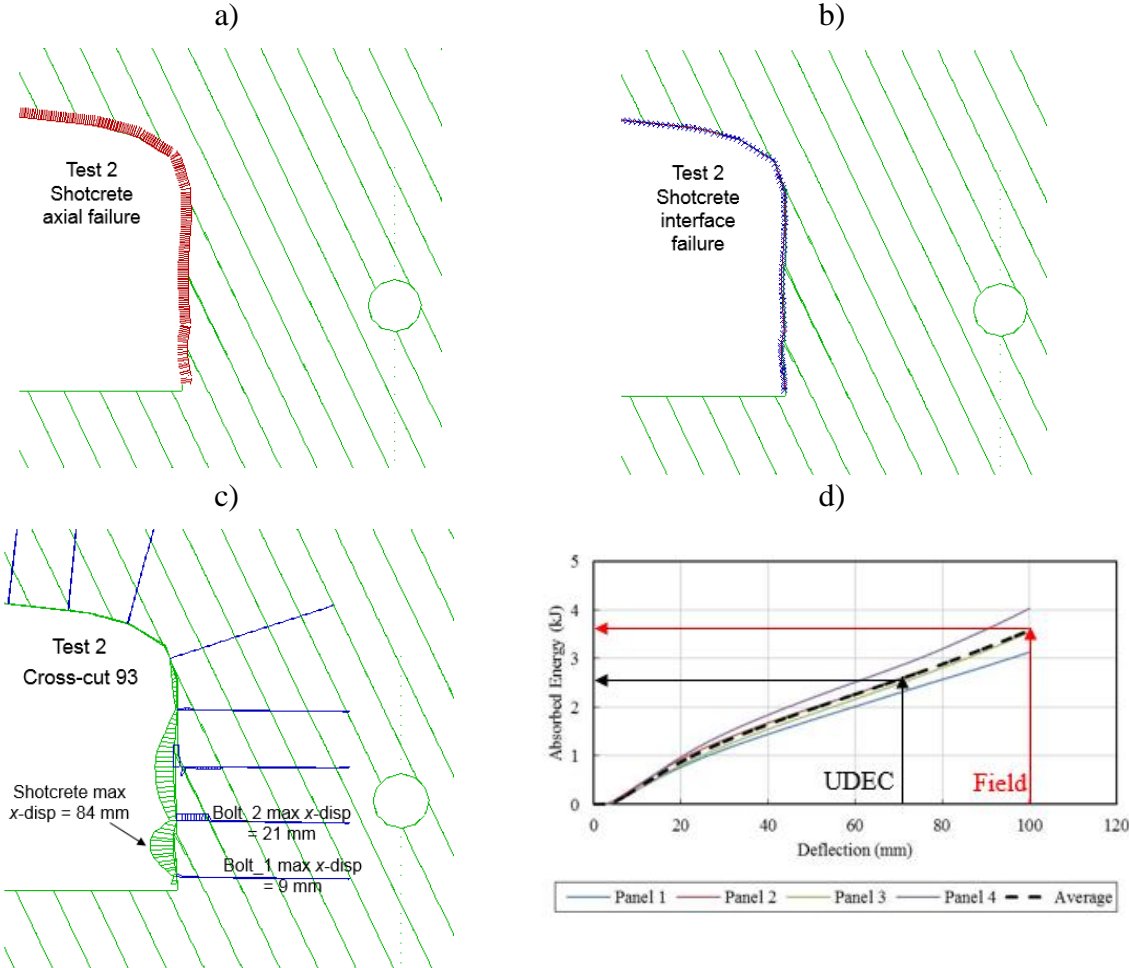 a)
b)
Test 2
Shotcrete
axial failure
Test 2
Shotcrete
interface
failure
c)
d)
Test 2
Cross-cut 93
Shotcrete max
x-disp = 84 mm
Bolt_2 max x-disp
= 21 mm
Bolt_1 max x-disp
= 9 mm
Absorbed Energy (kJ)
5
4
3
2
1
0
UDEC
Field
0
20
40
60
80
100
120
Deflection (mm)
Panel 1
Panel 2
Panel 3
Panel 4
Average